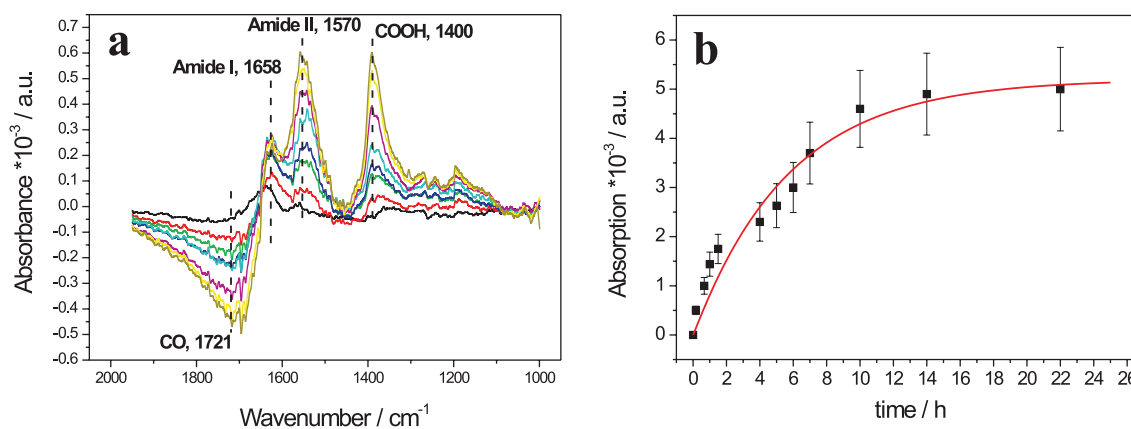 a
Amide II, 1570
COOH, 1400
Amide I, 1658
CO, 1721
Absorbance *10⁻³ / a.u.
0.7
0.6
0.5
0.4
0.3
0.2
0.1
0.0
-0.1
-0.2
-0.3
-0.4
-0.5
-0.6
2000 1800 1600 1400 1200 1000
Wavenumber / cm⁻¹
b
Absorption *10⁻³ / a.u.
6
5
4
3
2
1
0
0 2 4 6 8 10 12 14 16 18 20 22 24 26
time / h